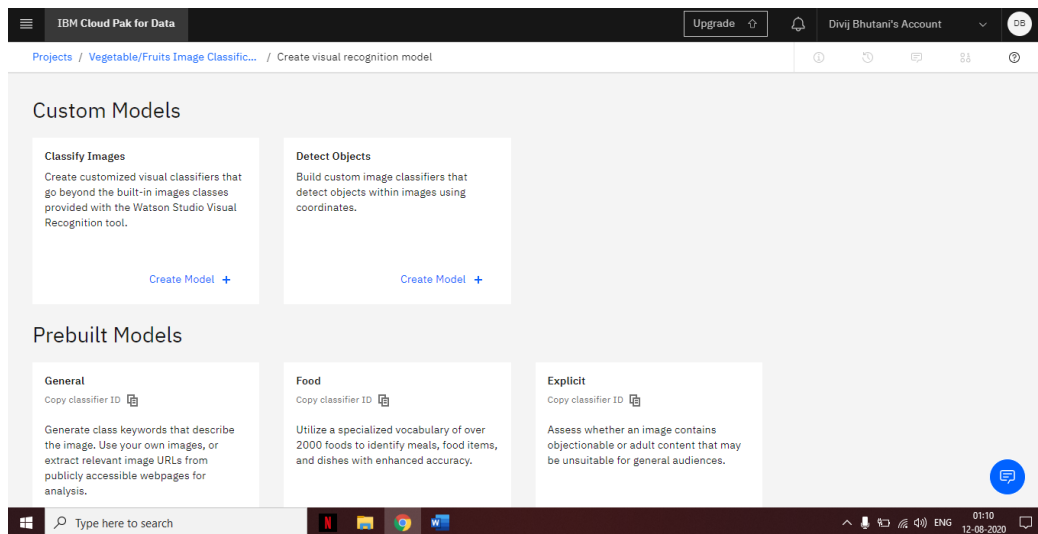 IBM Cloud Pak for Data
Upgrade
Divij Bhutani's Account
DB
Projects / Vegetable/Fruits Image Classific... / Create visual recognition model
Custom Models
Classify Images
Create customized visual classifiers that
go beyond the built-in images classes
provided with the Watson Studio Visual
Recognition tool.
Create Model +
Detect Objects
Build custom image classifiers that
detect objects within images using
coordinates.
Create Model +
Prebuilt Models
General
Copy classifier ID
Generate class keywords that describe
the image. Use your own images, or
extract relevant image URLs from
publicly accessible webpages for
analysis.
Food
Copy classifier ID
Utilize a specialized vocabulary of over
2000 foods to identify meals, food items,
and dishes with enhanced accuracy.
Explicit
Copy classifier ID
Assess whether an image contains
objectionable or adult content that may
be unsuitable for general audiences.
Type here to search
N
W
ENG
01:10
12-08-2020